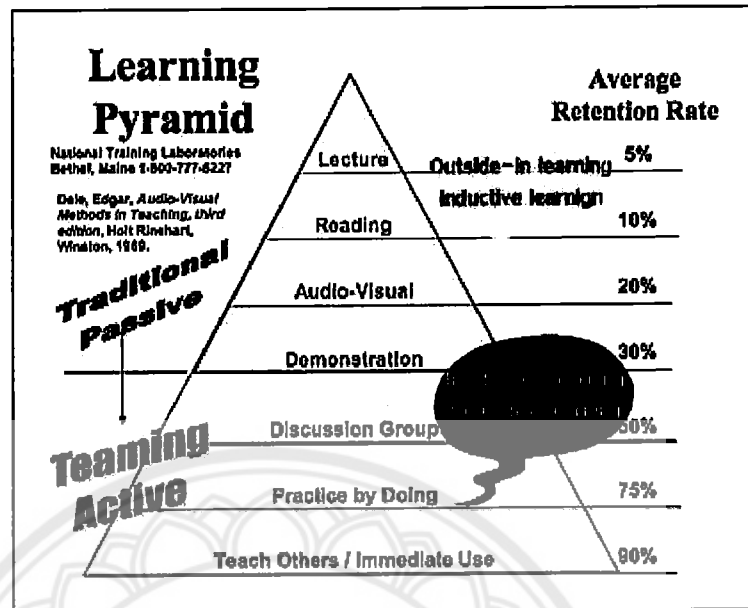 Learning
Pyramid
National Training Laboratories
Bethel, Maine 1-800-777-5227
Dale, Edgar, Audio-Visual
Methods in Teaching, third
edition, Holt Rinehart,
Winston, 1969.
Average
Retention Rate
Lecture
5%
Outside-in learning
Inductive learnign
Reading
10%
Audio-Visual
20%
Demonstration
30%
Traditional
Passive
Discussion Group
50%
Teaming
Active
Practice by Doing
75%
Teach Others / Immediate Use
90%